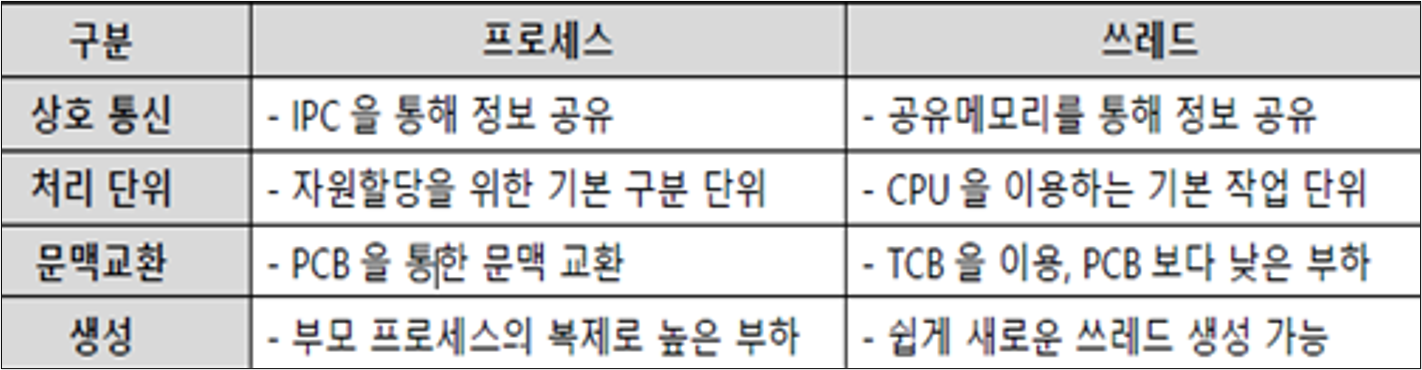 구분 프로세스 쓰레드
상호 통신 - IPC 을 통해 정보 공유 - 공유메모리를 통해 정보 공유
처리 단위 - 자원할당을 위한 기본 구분 단위 - CPU 을 이용하는 기본 작업 단위
문맥교환 - PCB 을 통한 문맥 교환 - TCB 을 이용, PCB 보다 낮은 부하
생성 - 부모 프로세스의 복제로 높은 부하 - 쉽게 새로운 쓰레드 생성 가능